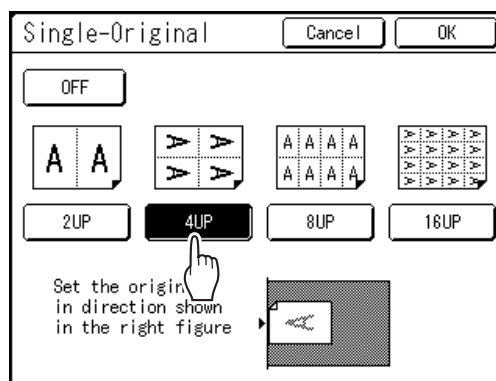 Single-Original Cancel OK
OFF
A A
A A
A A
A A A A
A A A A
A A A A
A A A A
A A A A
A A A A
2UP 4UP 8UP 16UP
Set the origin
in direction shown
in the right figure
A